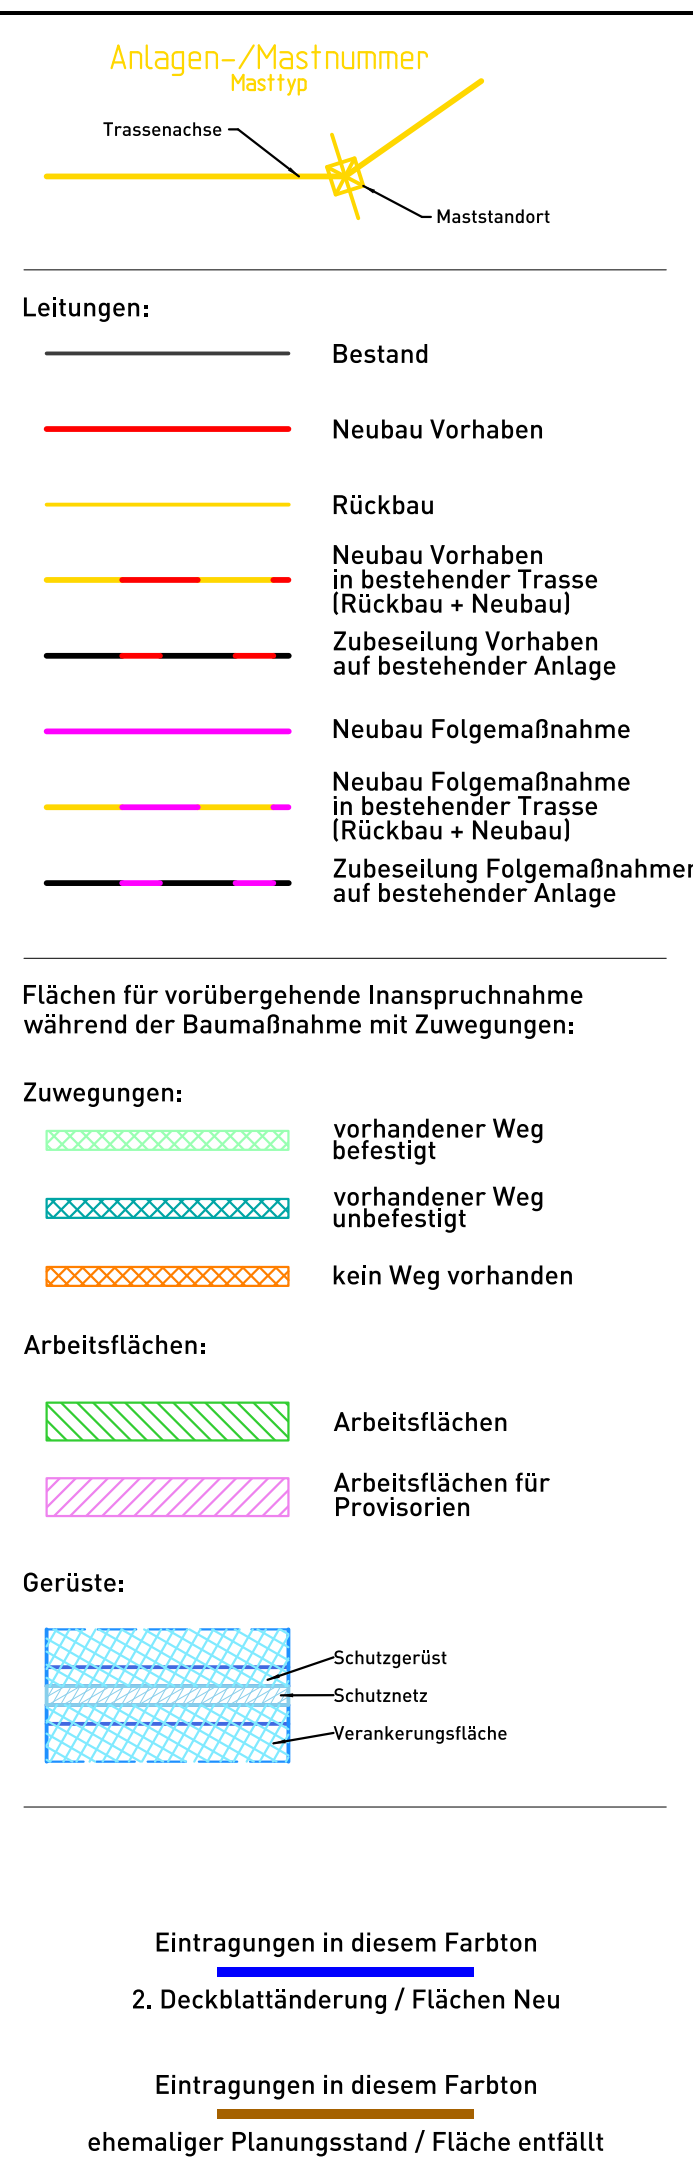 Anlagen-/Mastnummer
Masttyp
Trassenachse
Maststandort
Leitungen:
Bestand
Neubau Vorhaben
Rückbau
Neubau Vorhaben
in bestehender Trasse
(Rückbau + Neubau)
Zubeseilung Vorhaben
auf bestehender Anlage
Neubau Folgemaßnahme
Neubau Folgemaßnahme
in bestehender Trasse
(Rückbau + Neubau)
Zubeseilung Folgemaßnahmen
auf bestehender Anlage
Flächen für vorübergehende Inanspruchnahme
während der Baumaßnahme mit Zuwegungen:
Zuwegungen:
vorhandener Weg
befestigt
vorhandener Weg
unbefestigt
kein Weg vorhanden
Arbeitsflächen:
Arbeitsflächen
Arbeitsflächen für
Provisorien
Gerüste:
Schutzgerüst
Schutznetz
Verankerungsfläche
Eintragungen in diesem Farbton
2. Deckblattänderung / Flächen Neu
Eintragungen in diesem Farbton
ehemaliger Planungsstand / Fläche entfällt